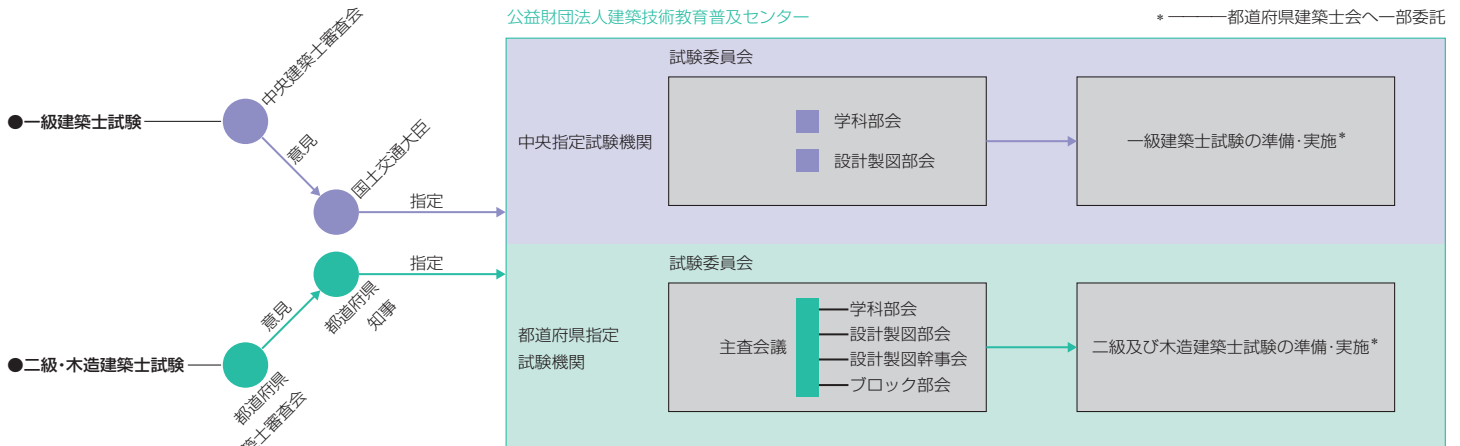 公益財団法人建築技術教育普及センター
* ———都道府県建築士会へ一部委託
●一級建築士試験
中央建築士審査会
意見
国土交通大臣
指定
中央指定試験機関
試験委員会
学科部会
設計製図部会
一級建築士試験の準備・実施*
●二級・木造建築士試験
都道府県
築士審査会
意見
都道府県
知事
指定
都道府県指定
試験機関
試験委員会
主査会議
学科部会
設計製図部会
設計製図幹事会
ブロック部会
二級及び木造建築士試験の準備・実施*